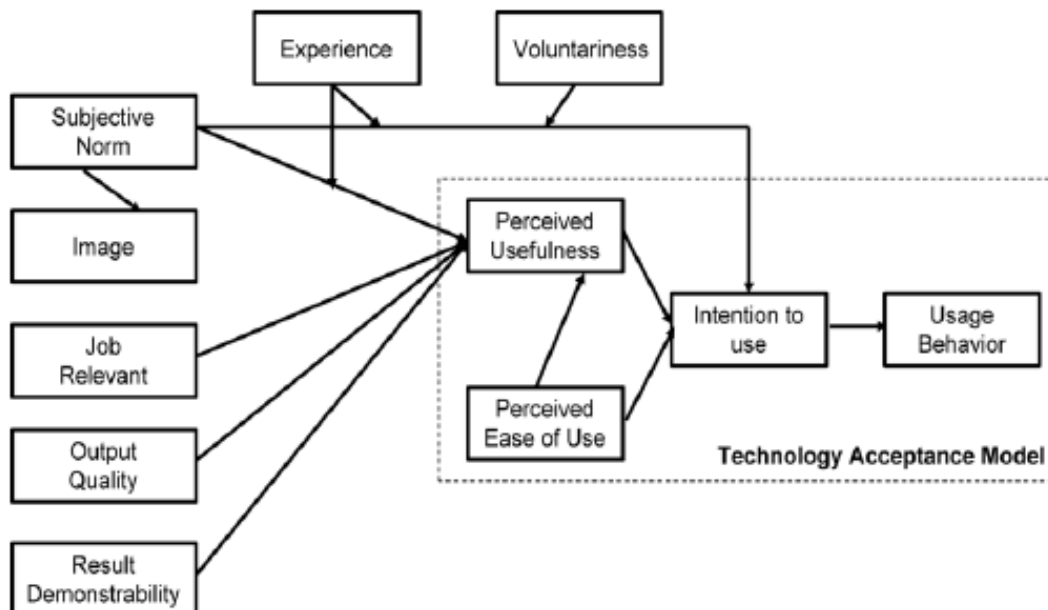 Experience
Voluntariness
Subjective
Norm
Image
Perceived
Usefulness
Job
Relevant
Intention to
use
Usage
Behavior
Perceived
Ease of Use
Output
Quality
Technology Acceptance Model
Result
Demonstrability